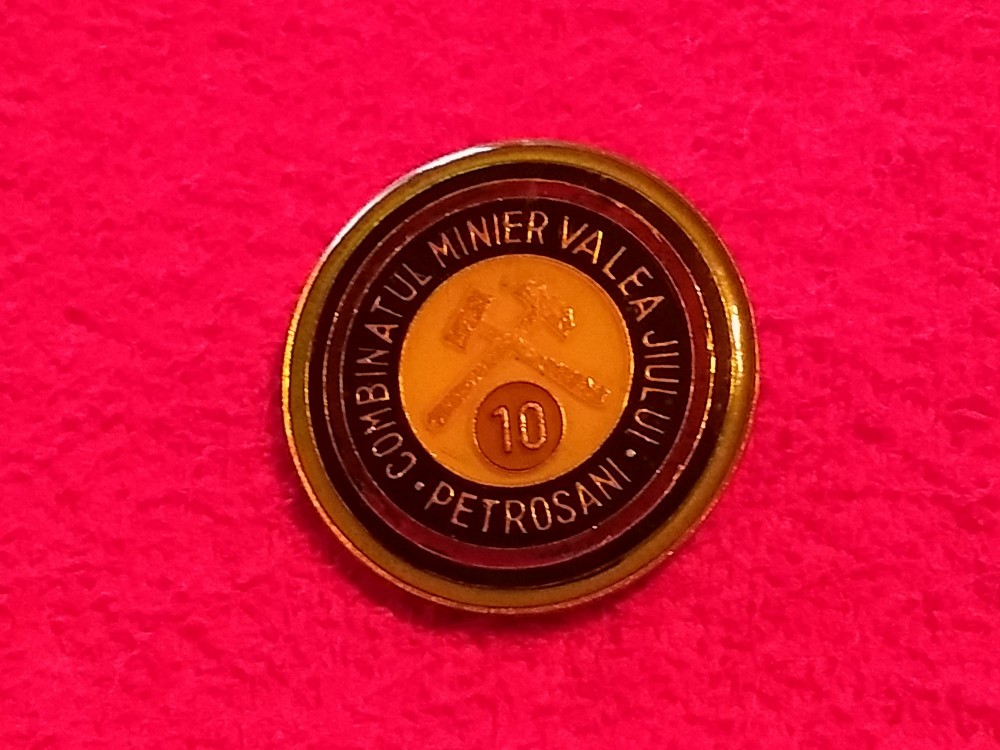 COMBINATUL MINIER VALEA JIULUI
PETROSANI
10